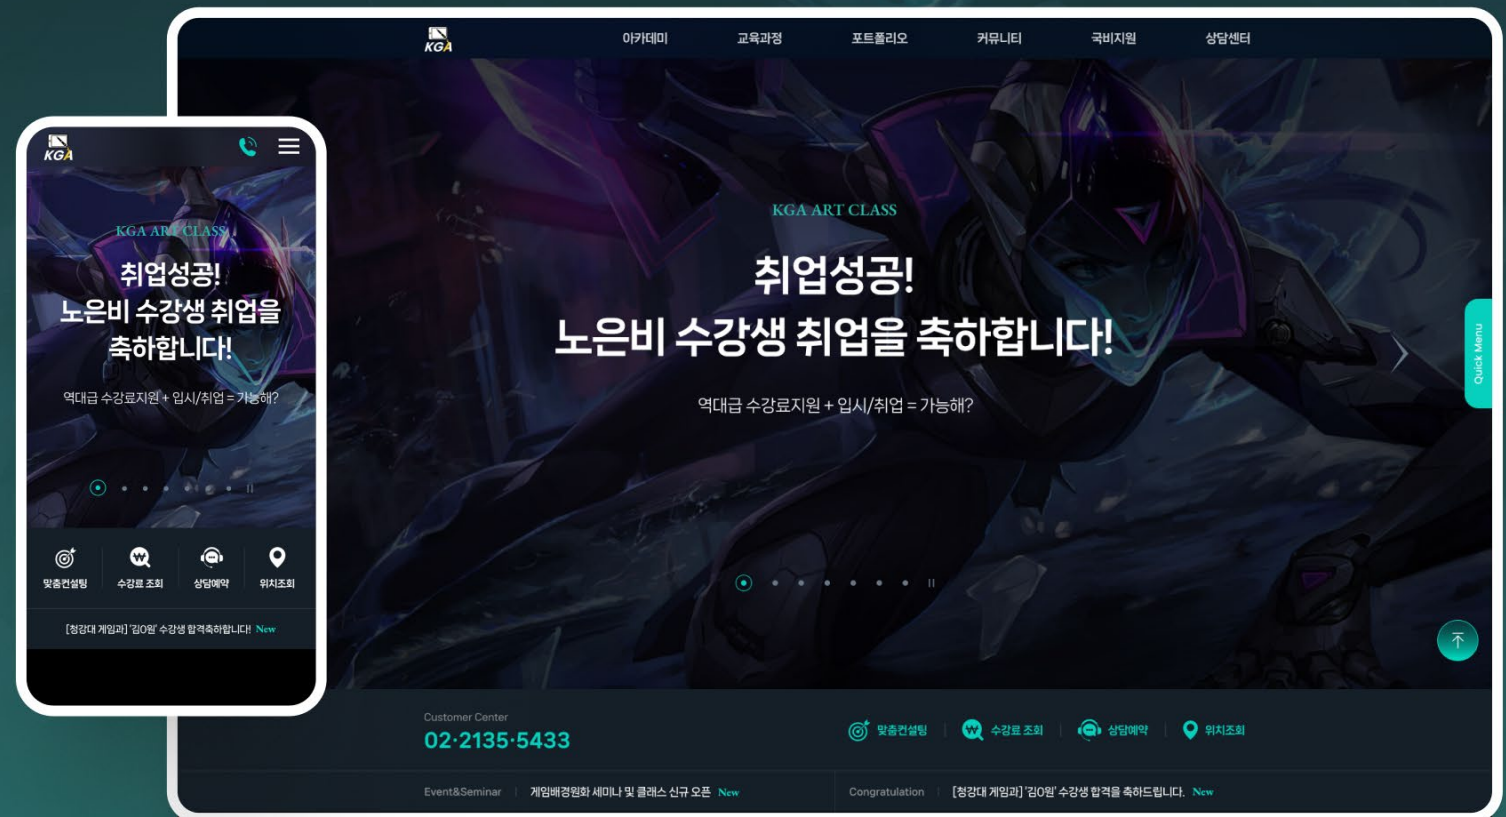 KGA
아카데미
교육과정
포트폴리오
커뮤니티
국비지원
상담센터
KGA ART CLASS
취업성공!
노은비 수강생 취업을 축하합니다!
역대급 수강료지원 + 입시/취업 = 가능해?
Quick Menu
Customer Center
02·2135·5433
맞춤컨설팅
수강료 조회
상담예약
위치조회
Event&Seminar
게임배경원화 세미나 및 클래스 신규 오픈 New
Congratulation
[청강대 게임과] '김O원' 수강생 합격을 축하드립니다. New
KGA
KGA ART CLASS
취업성공!
노은비 수강생 취업을
축하합니다!
역대급 수강료지원 + 입시/취업 = 가능해?
맞춤컨설팅
수강료 조회
상담예약
위치조회
[청강대 게임과] '김O원' 수강생 합격축하합니다! New